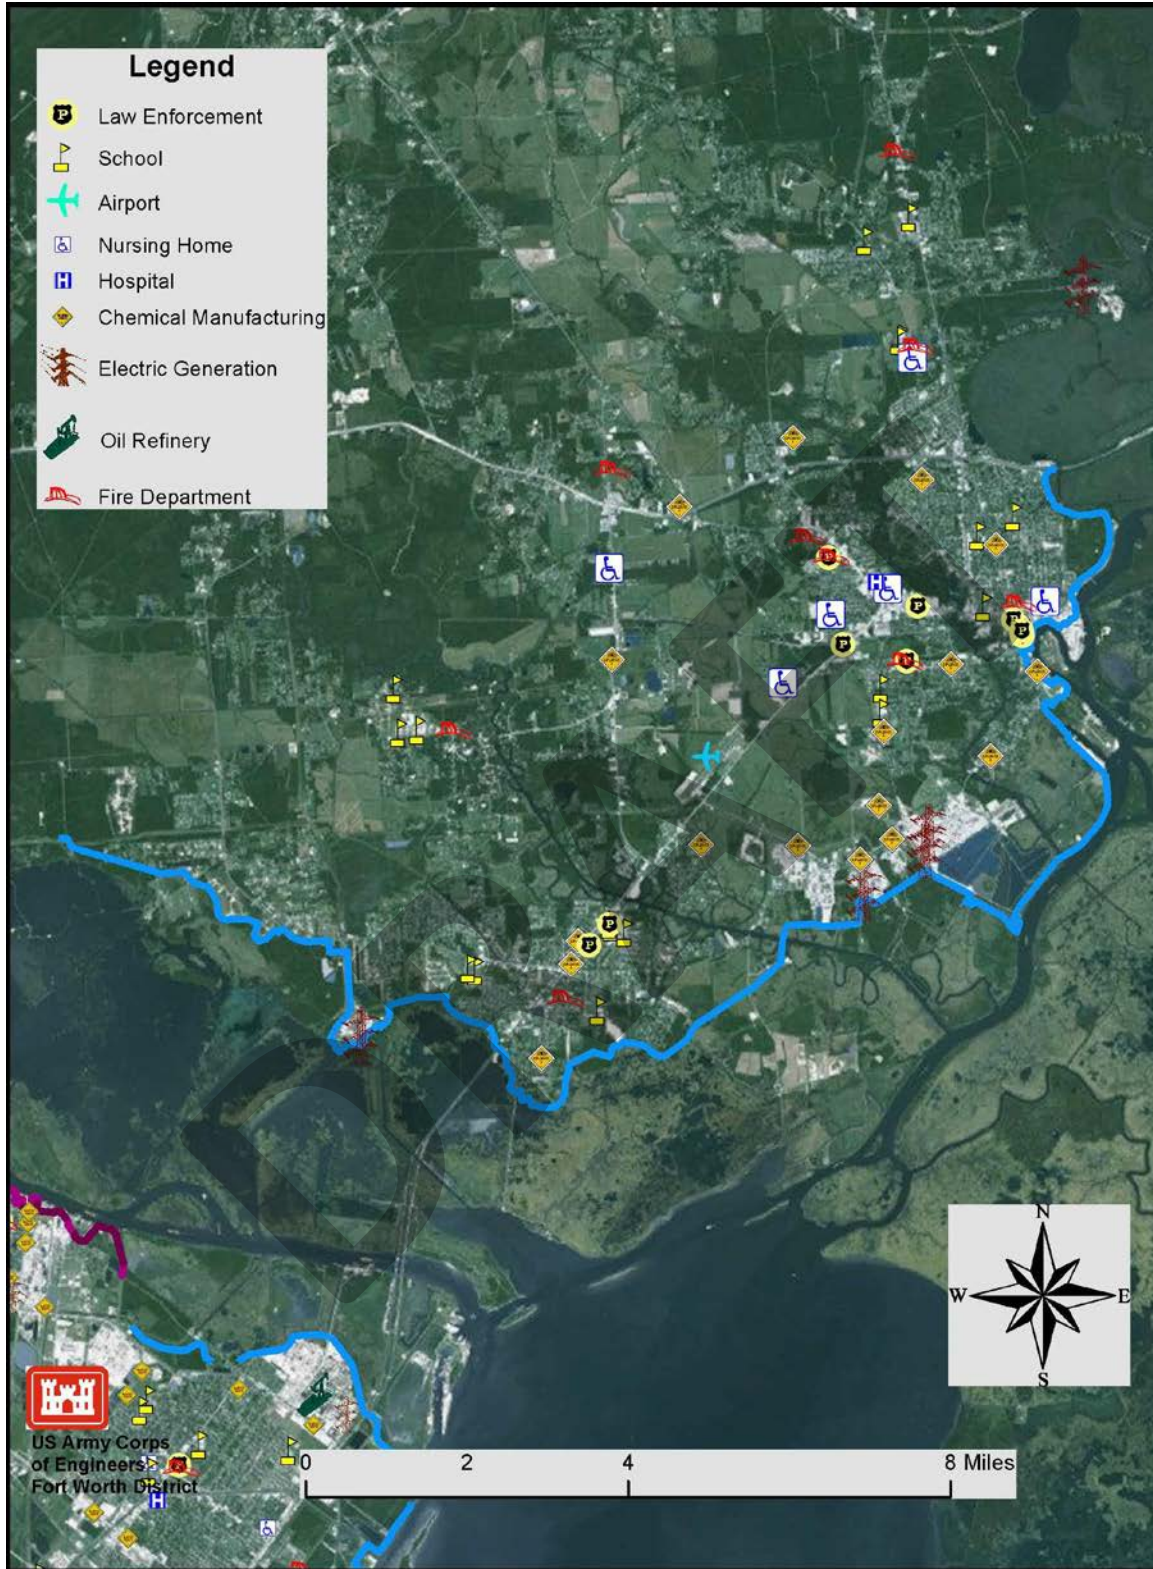 Legend
Law Enforcement
School
Airport
Nursing Home
Hospital
Chemical Manufacturing
Electric Generation
Oil Refinery
Fire Department
DRAFT
N
W
E
S
US Army Corps
of Engineers
Fort Worth District
0 2 4 8 Miles